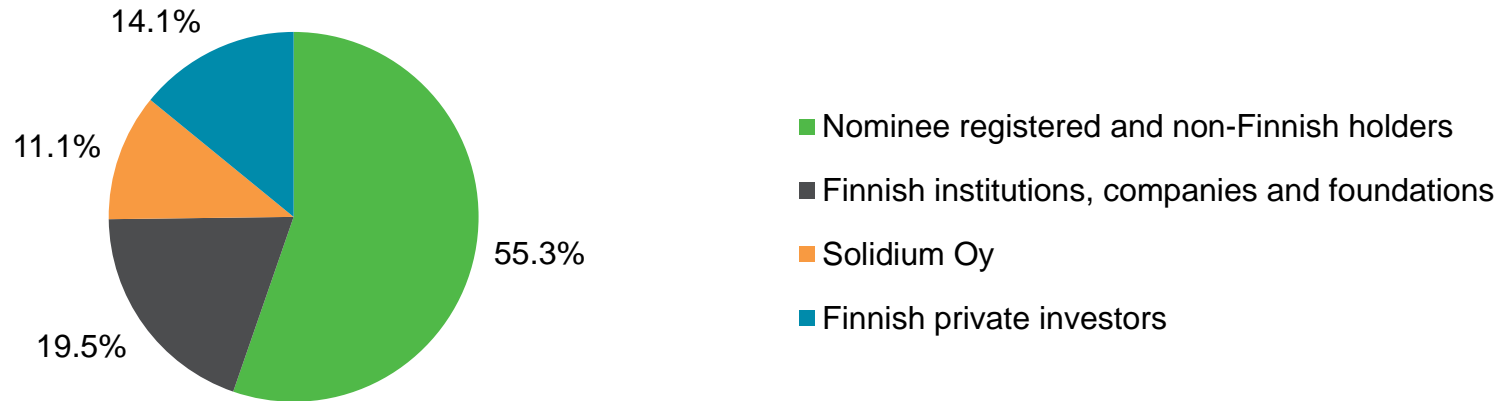 14.1%
11.1%
19.5%
55.3%
Nominee registered and non-Finnish holders
Finnish institutions, companies and foundations
Solidium Oy
Finnish private investors